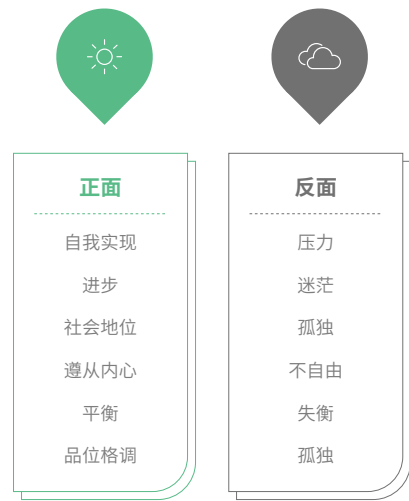 正面
自我实现
进步
社会地位
遵从内心
平衡
品位格调
反面
压力
迷茫
孤独
不自由
失衡
孤独